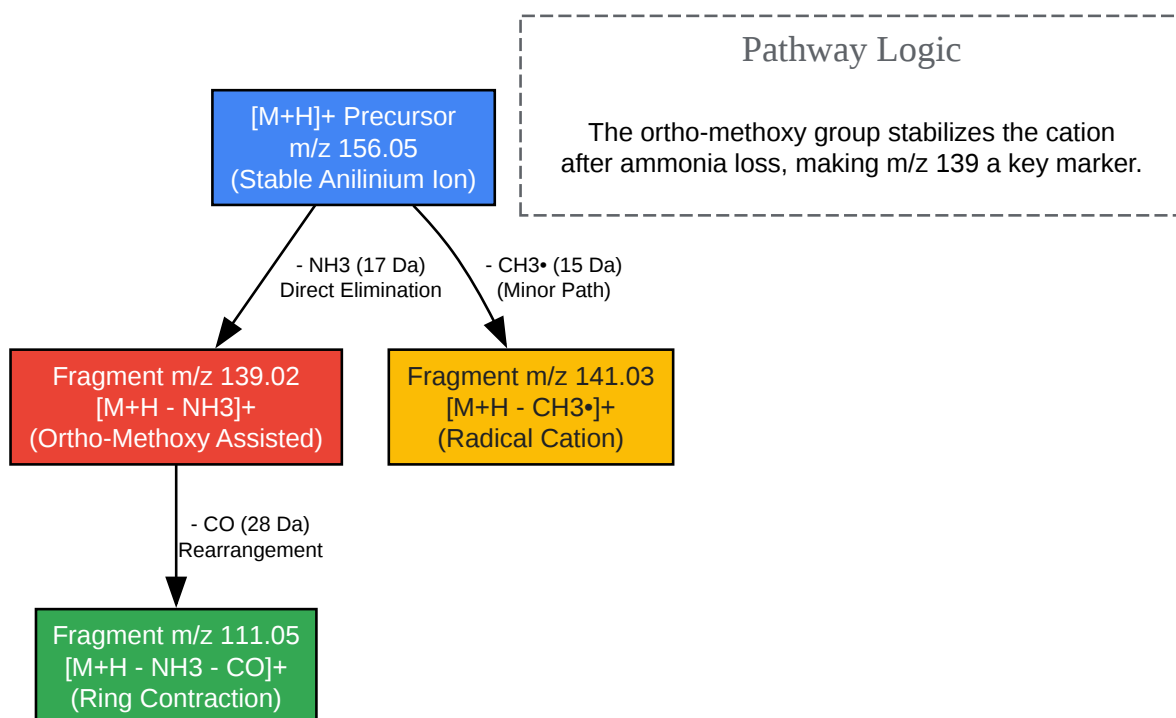 Pathway Logic
The ortho-methoxy group stabilizes the cation
after ammonia loss, making m/z 139 a key marker.
[M+H]+ Precursor
m/z 156.05
(Stable Anilinium Ion)
- NH3 (17 Da)
Direct Elimination
- CH3• (15 Da)
(Minor Path)
Fragment m/z 139.02
[M+H - NH3]+
(Ortho-Methoxy Assisted)
Fragment m/z 141.03
[M+H - CH3•]+
(Radical Cation)
- CO (28 Da)
Rearrangement
Fragment m/z 111.05
[M+H - NH3 - CO]+
(Ring Contraction)